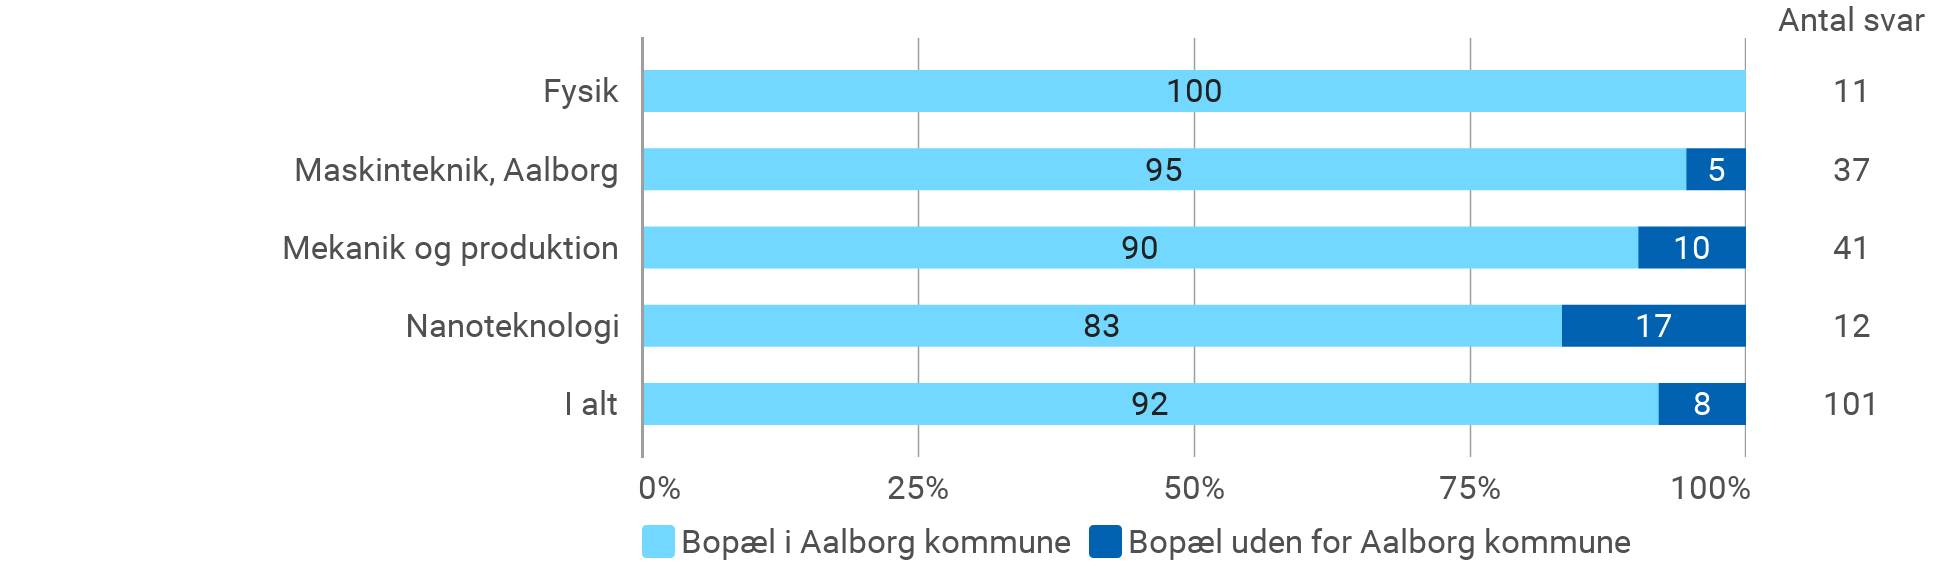 Antal svar
Fysik 100 11
Maskinteknik, Aalborg 95 5 37
Mekanik og produktion 90 10 41
Nanoteknologi 83 17 12
I alt 92 8 101
0% 25% 50% 75% 100%
Bopæl i Aalborg kommune Bopæl uden for Aalborg kommune